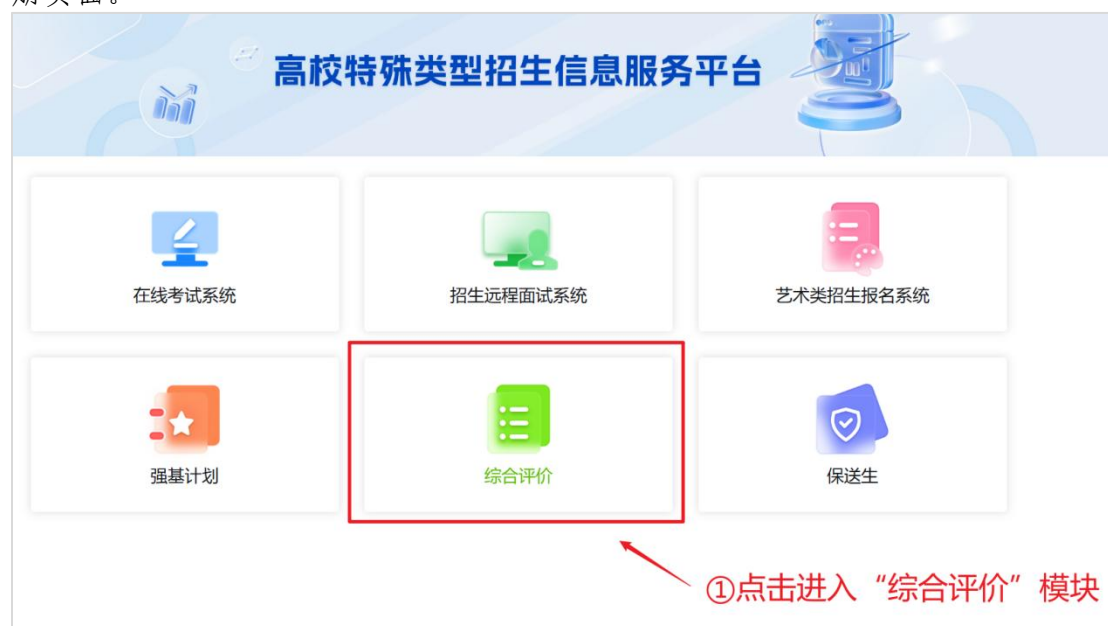 高校特殊类型招生信息服务平台
在线考试系统
招生远程面试系统
艺术类招生报名系统
强基计划
综合评价
保送生
①点击进入“综合评价”模块